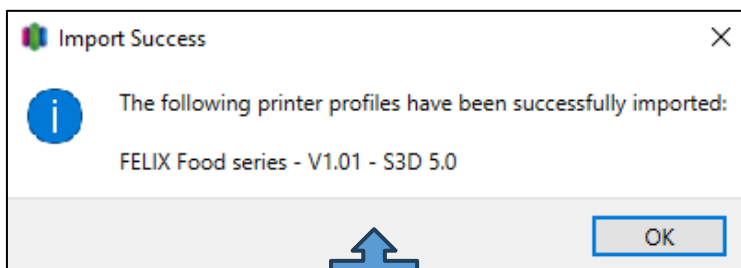 Import Success
The following printer profiles have been successfully imported:
FELIX Food series - V1.01 - S3D 5.0
OK